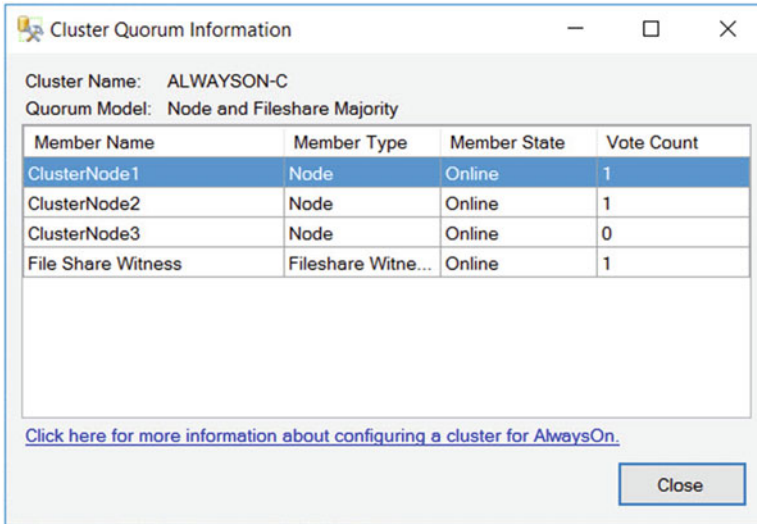 Cluster Quorum Information
Cluster Name: ALWAYSON-C
Quorum Model: Node and Fileshare Majority
Member Name Member Type Member State Vote Count
ClusterNode1 Node Online 1
ClusterNode2 Node Online 1
ClusterNode3 Node Online 0
File Share Witness Fileshare Witne... Online 1
Click here for more information about configuring a cluster for AlwaysOn.
Close